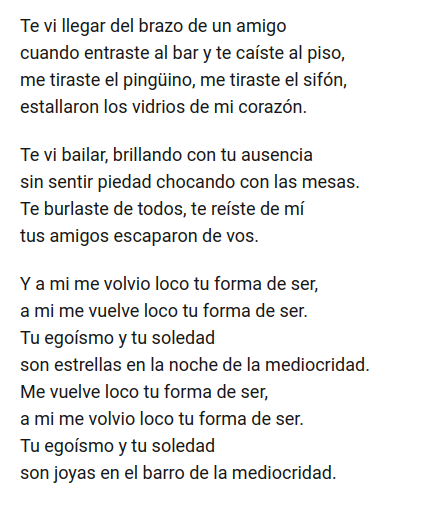 Te vi llegar del brazo de un amigo
cuando entraste al bar y te caíste al piso,
me tiraste el pingüino, me tiraste el sifón,
estallaron los vidrios de mi corazón.
Te vi bailar, brillando con tu ausencia
sin sentir piedad chocando con las mesas.
Te burlaste de todos, te reíste de mí
tus amigos escaparon de vos.
Y a mi me volvio loco tu forma de ser,
a mi me vuelve loco tu forma de ser.
Tu egoísmo y tu soledad
son estrellas en la noche de la mediocridad.
Me vuelve loco tu forma de ser,
a mi me volvio loco tu forma de ser.
Tu egoísmo y tu soledad
son joyas en el barro de la mediocridad.